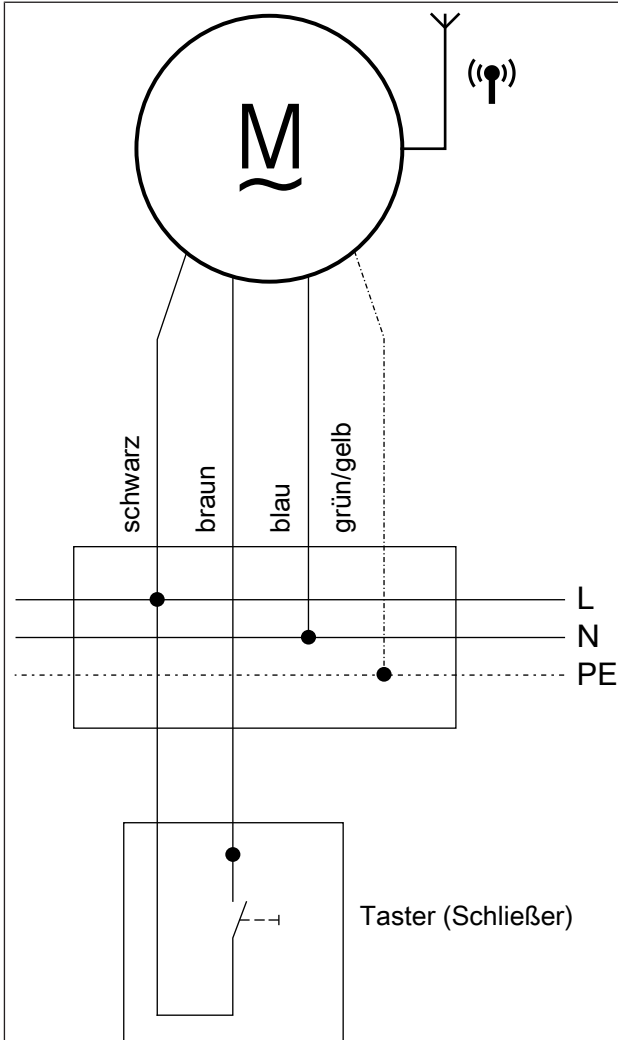 M
schwarz
braun
blau
grün/gelb
L
N
PE
Taster (Schließer)